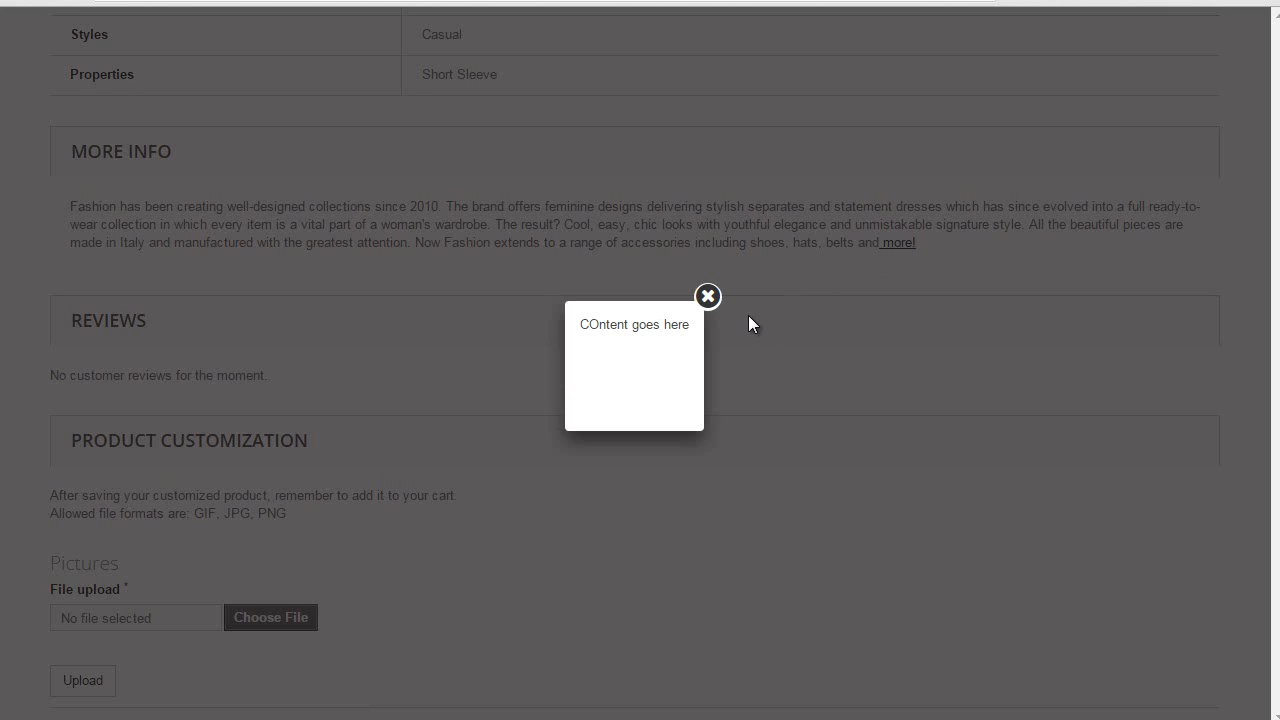 Styles Casual
Properties Short Sleeve
MORE INFO
Fashion has been creating well-designed collections since 2010. The brand offers feminine designs delivering stylish separates and statement dresses which has since evolved into a full ready-to-
wear collection in which every item is a vital part of a woman's wardrobe. The result? Cool, easy, chic looks with youthful elegance and unmistakable signature style. All the beautiful pieces are
made in Italy and manufactured with the greatest attention. Now Fashion extends to a range of accessories including shoes, hats, belts and more!
REVIEWS
COntent goes here
No customer reviews for the moment.
PRODUCT CUSTOMIZATION
After saving your customized product, remember to add it to your cart.
Allowed file formats are: GIF, JPG, PNG
Pictures
File upload *
No file selected Choose File
Upload